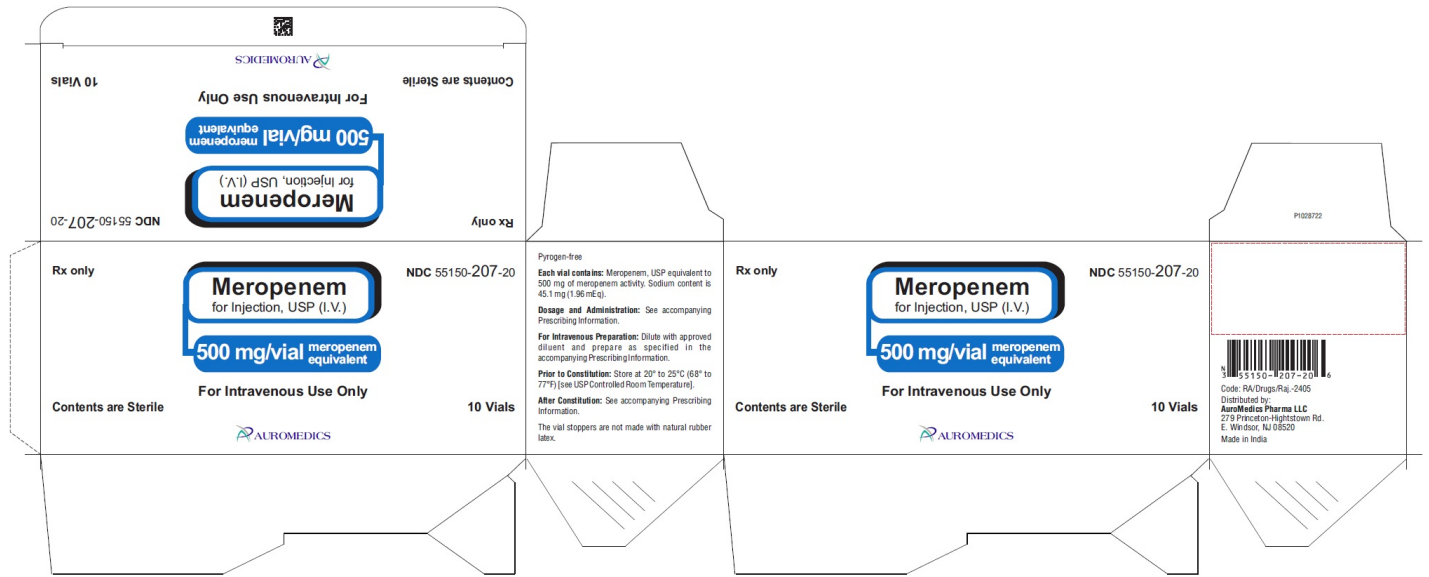 AUROMEDICS
10 Vials
Contents are Sterile
For Intravenous Use Only
500 mg/vial meropenem
equivalent
Meropenem
for Injection, USP (I.V.)
NDC 55150-207-20
Rx only
Rx only
NDC 55150-207-20
Meropenem
for Injection, USP (I.V.)
500 mg/vial meropenem
equivalent
For Intravenous Use Only
Contents are Sterile
10 Vials
AUROMEDICS
Pyrogen-free
Each vial contains: Meropenem, USP equivalent to
500 mg of meropenem activity. Sodium content is
45.1 mg (1.96 mEq).
Dosage and Administration: See accompanying
Prescribing Information.
For Intravenous Preparation: Dilute with approved
diluent and prepare as specified in the
accompanying Prescribing Information.
Prior to Constitution: Store at 20° to 25°C (68° to
77°F) [see USP Controlled Room Temperature].
After Constitution: See accompanying Prescribing
Information.
The vial stoppers are not made with natural rubber
latex.
Rx only
NDC 55150-207-20
Meropenem
for Injection, USP (I.V.)
500 mg/vial meropenem
equivalent
For Intravenous Use Only
Contents are Sterile
10 Vials
AUROMEDICS
P1028722
N
3 55150-207-20 6
Code: RA/Drugs/Raj.-2405
Distributed by:
AuroMedics Pharma LLC
279 Princeton-Hightstown Rd.
E. Windsor, NJ 08520
Made in India